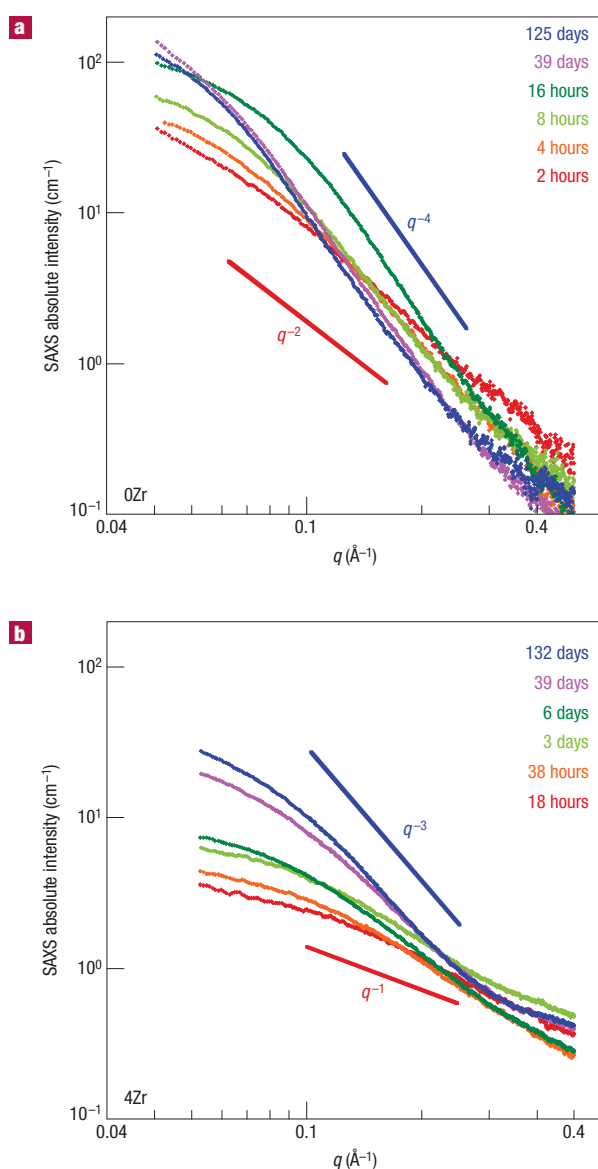 a
SAXS absolute intensity (cm⁻¹)
10²
10¹
10⁰
10⁻¹
125 days
39 days
16 hours
8 hours
4 hours
2 hours
q⁻⁴
q⁻²
0Zr
0.04
0.1
0.4
q (Å⁻¹)
b
SAXS absolute intensity (cm⁻¹)
10²
10¹
10⁰
10⁻¹
132 days
39 days
6 days
3 days
38 hours
18 hours
q⁻³
q⁻¹
4Zr
0.04
0.1
0.4
q (Å⁻¹)